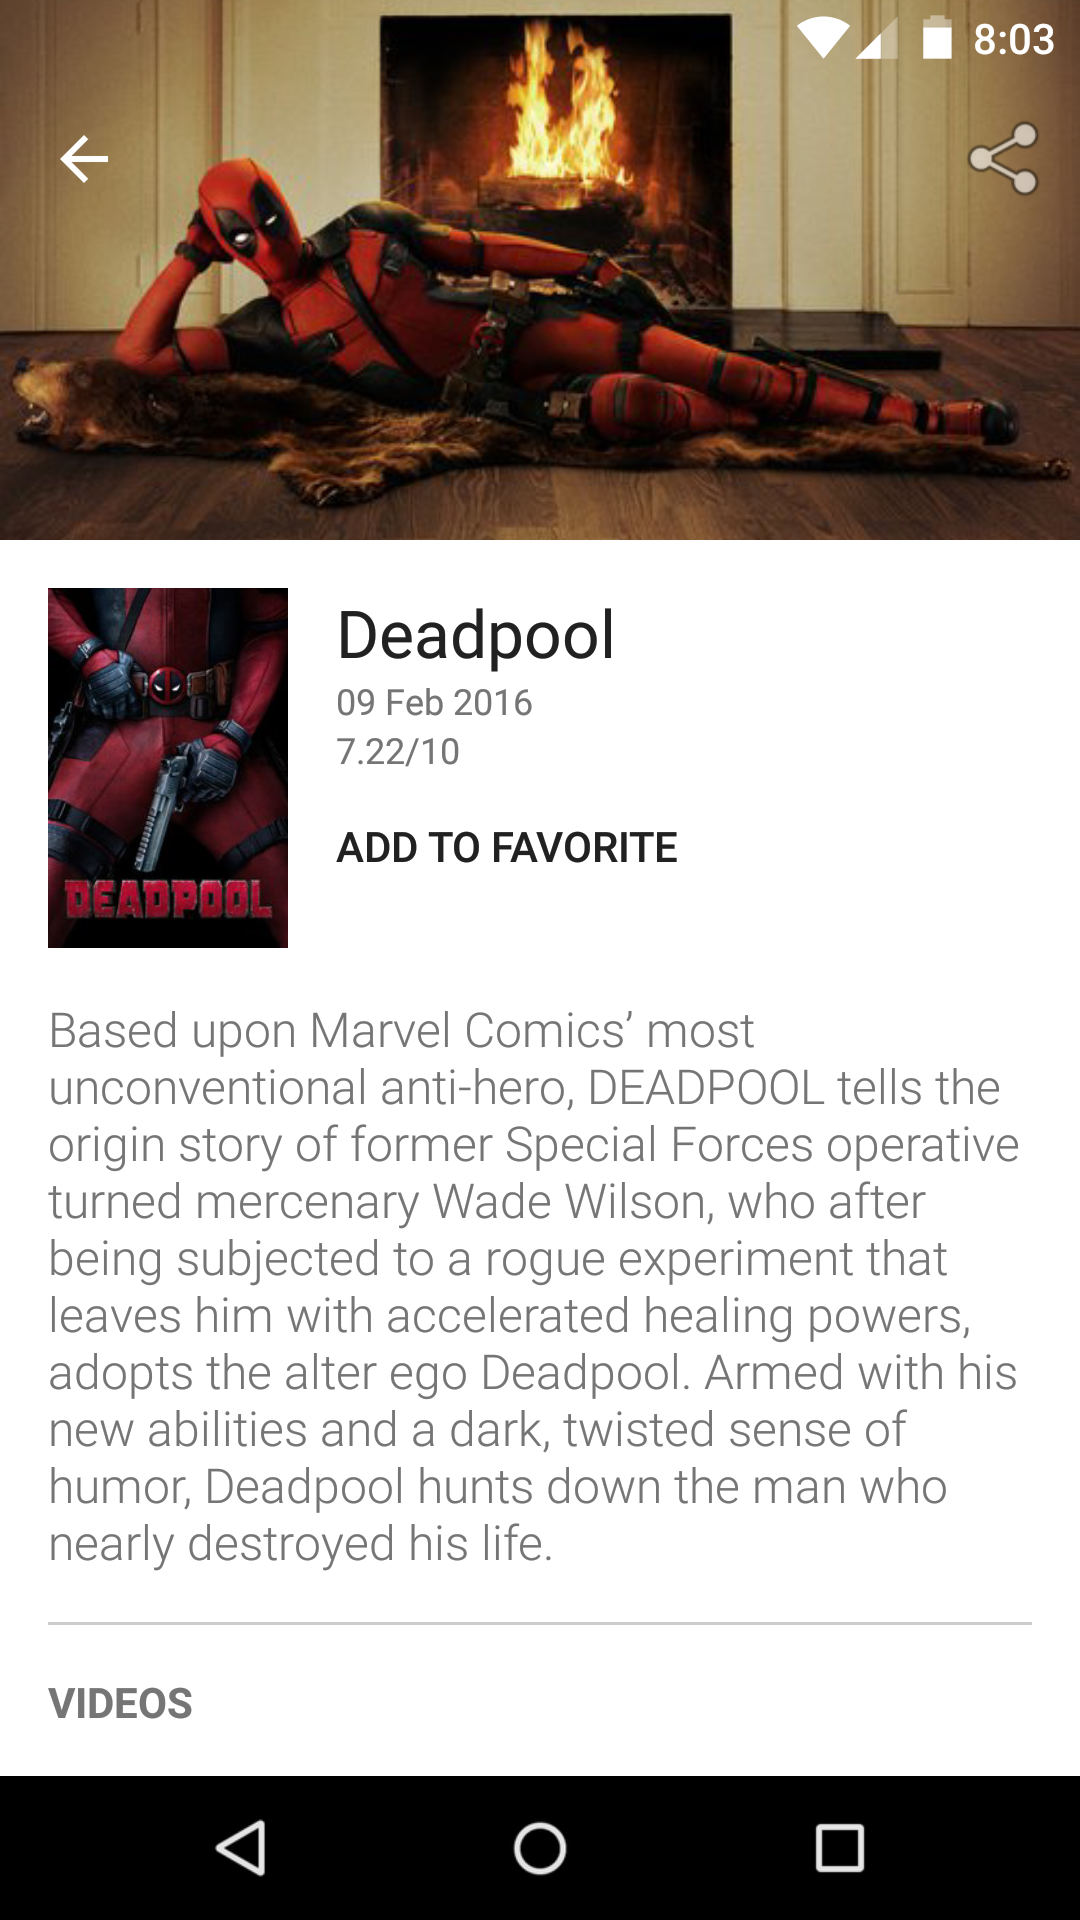 8:03
Deadpool
09 Feb 2016
7.22/10
ADD TO FAVORITE
DEADPOOL
Based upon Marvel Comics’ most
unconventional anti-hero, DEADPOOL tells the
origin story of former Special Forces operative
turned mercenary Wade Wilson, who after
being subjected to a rogue experiment that
leaves him with accelerated healing powers,
adopts the alter ego Deadpool. Armed with his
new abilities and a dark, twisted sense of
humor, Deadpool hunts down the man who
nearly destroyed his life.
VIDEOS